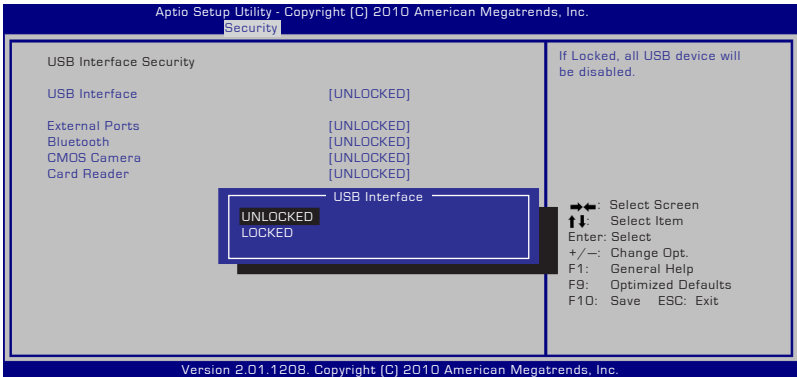 Aptio Setup Utility - Copyright (C) 2010 American Megatrends, Inc.
Security
USB Interface Security
USB Interface [UNLOCKED]
External Ports [UNLOCKED]
Bluetooth [UNLOCKED]
CMOS Camera [UNLOCKED]
Card Reader [UNLOCKED]
USB Interface
UNLOCKED
LOCKED
If Locked, all USB device will
be disabled.
→←: Select Screen
↑↓: Select Item
Enter: Select
+/—: Change Opt.
F1: General Help
F9: Optimized Defaults
F10: Save ESC: Exit
Version 2.01.1208. Copyright (C) 2010 American Megatrends, Inc.